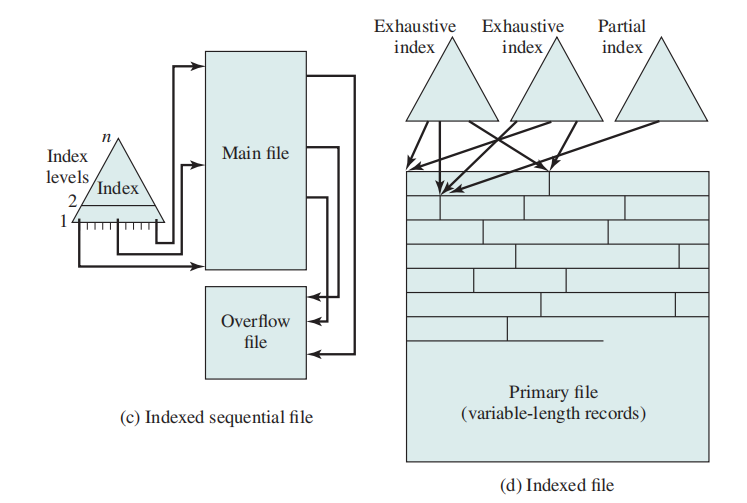 n
Index
levels
Index
2
1
Main file
Overflow
file
(c) Indexed sequential file
Exhaustive
index
Exhaustive
index
Partial
index
Primary file
(variable-length records)
(d) Indexed file